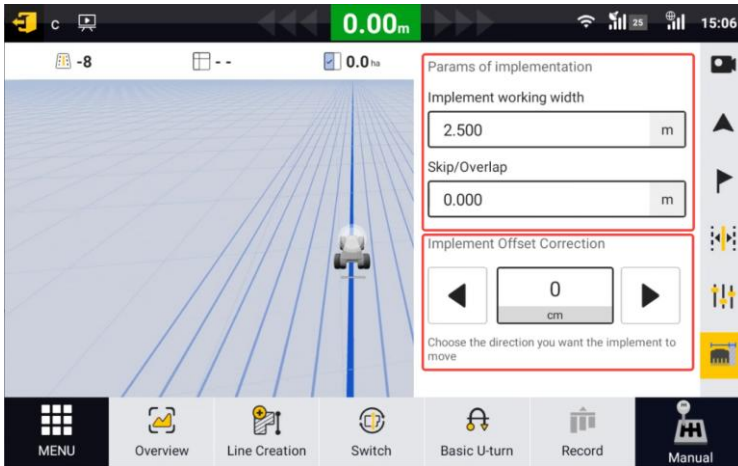 c
0.00m
25
15:06
-8
--
0.0 ha
Params of implementation
Implement working width
2.500 m
Skip/Overlap
0.000 m
Implement Offset Correction
0
cm
Choose the direction you want the implement to
move
MENU
Overview
Line Creation
Switch
Basic U-turn
Record
Manual